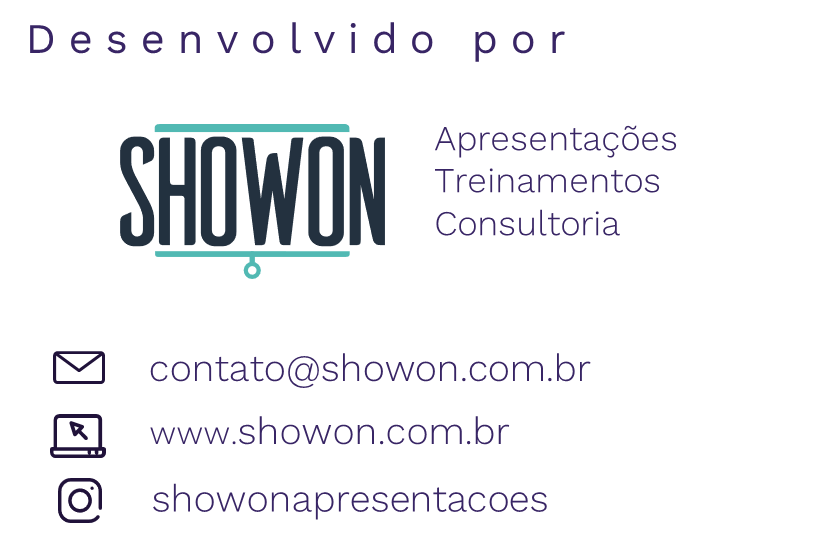 Desenvolvido por
SHOWON
Apresentações
Treinamentos
Consultoria
contato@showon.com.br
www.showon.com.br
showonapresentacoes